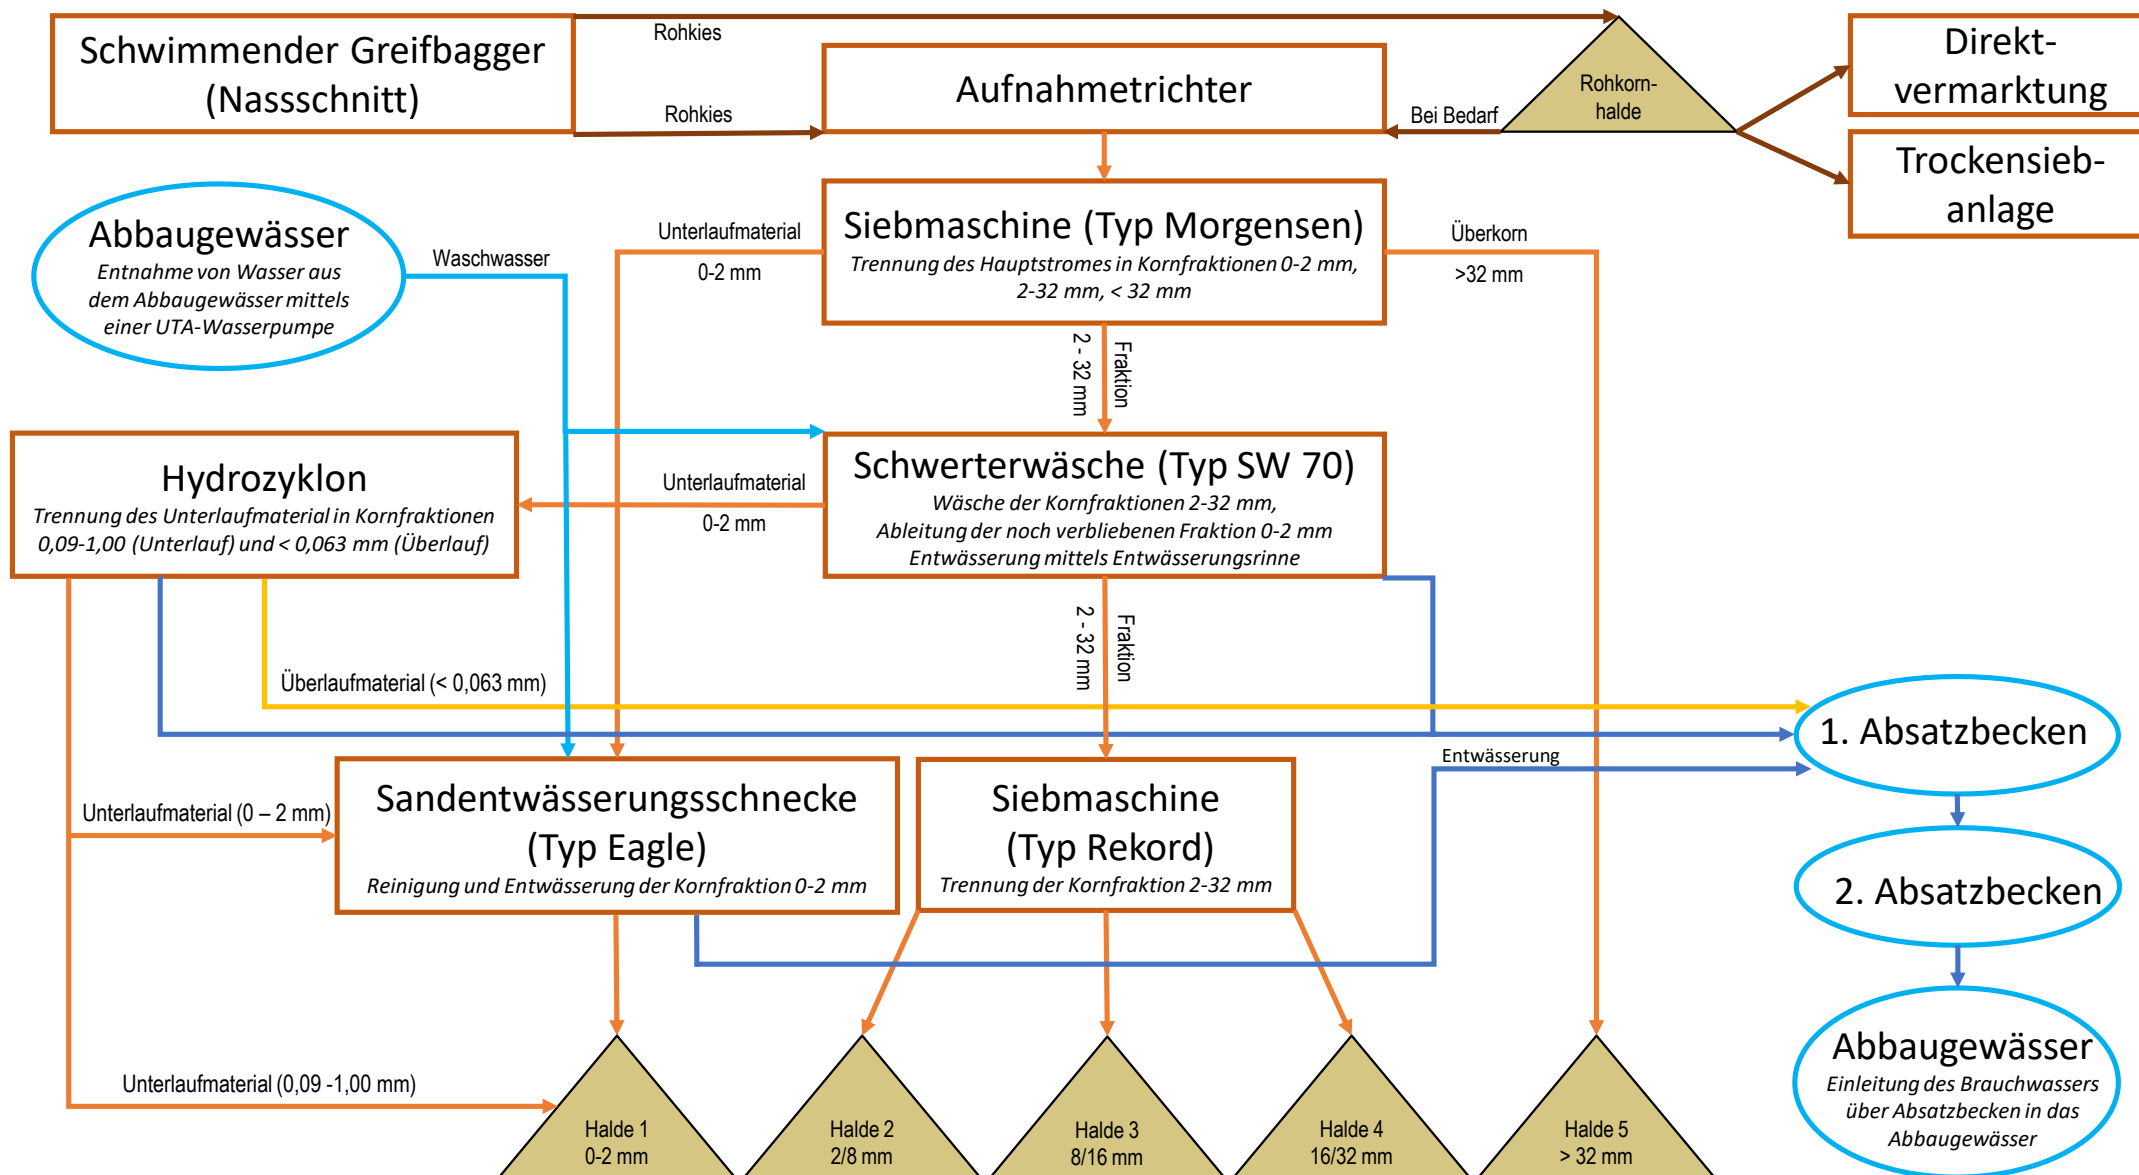 Schwimmender Greifbagger
(Nassschnitt)
Rohkies
Rohkies
Aufnahmetrichter
Bei Bedarf
Rohkorn-
halde
Direkt-
vermarktung
Trockensieb-
anlage
Abbaugewässer
Entnahme von Wasser aus
dem Abbaugewässer mittels
einer UTA-Wasserpumpe
Waschwasser
Unterlaufmaterial
0-2 mm
Siebmaschine (Typ Morgensen)
Trennung des Hauptstromes in Kornfraktionen 0-2 mm,
2-32 mm, < 32 mm
Überkorn
>32 mm
Fraktion
2 - 32 mm
Hydrozyklon
Trennung des Unterlaufmaterial in Kornfraktionen
0,09-1,00 (Unterlauf) und < 0,063 mm (Überlauf)
Unterlaufmaterial
0-2 mm
Schwerterwäsche (Typ SW 70)
Wäsche der Kornfraktionen 2-32 mm,
Ableitung der noch verbliebenen Fraktion 0-2 mm
Entwässerung mittels Entwässerungsrinne
Fraktion
2 - 32 mm
Überlaufmaterial (< 0,063 mm)
1. Absatzbecken
Entwässerung
Unterlaufmaterial (0 – 2 mm)
Sandentwässerungsschnecke
(Typ Eagle)
Reinigung und Entwässerung der Kornfraktion 0-2 mm
Siebmaschine
(Typ Rekord)
Trennung der Kornfraktion 2-32 mm
2. Absatzbecken
Abbaugewässer
Einleitung des Brauchwassers
über Absatzbecken in das
Abbaugewässer
Unterlaufmaterial (0,09 -1,00 mm)
Halde 1
0-2 mm
Halde 2
2/8 mm
Halde 3
8/16 mm
Halde 4
16/32 mm
Halde 5
> 32 mm